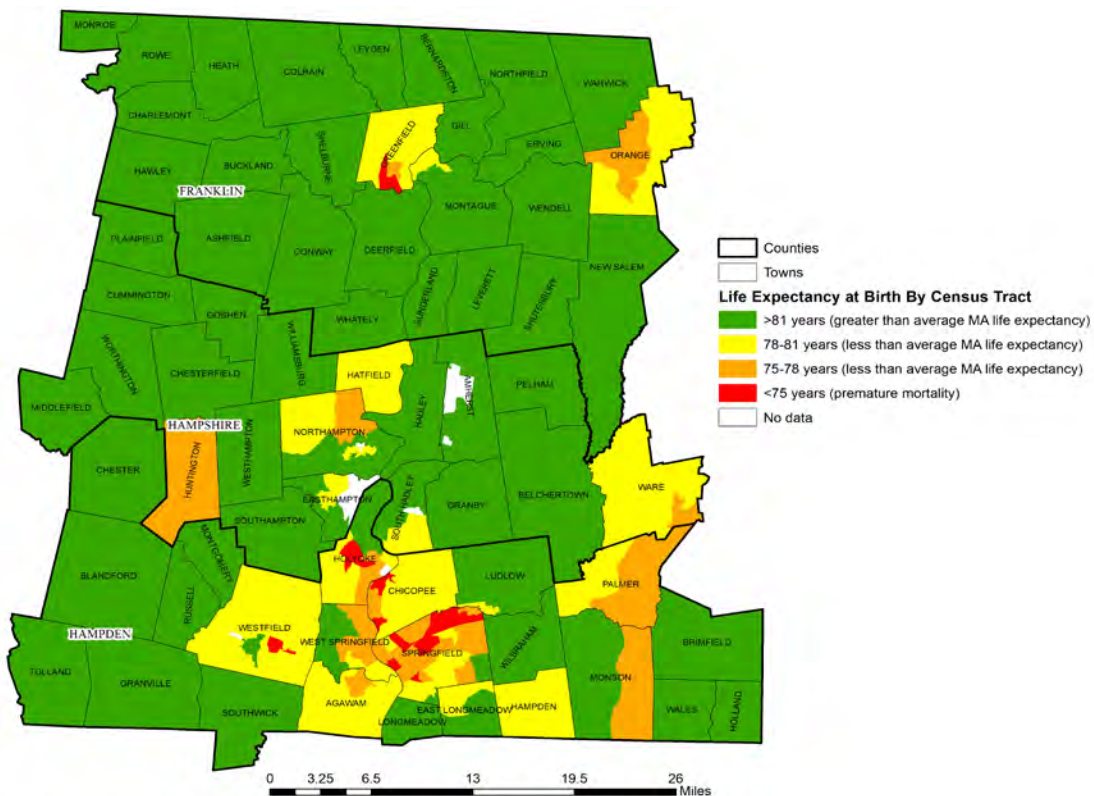 MONROE
ROWE
HEATH
COLRAIN
LEYGEN
BERNARDSTON
NORTHFIELD
WARWICK
CHARLEMONT
SHELBURNE
GREENFIELD
GILL
ERVING
ORANGE
HAWLEY
BUCKLAND
FRANKLIN
MONTAGUE
WENDELL
PLAINFIELD
ASHFIELD
CONWAY
DEERFIELD
NEW SALEM
SUNDERLAND
LEVERETT
SHUTESBURY
CUMMINGTON
GOSHEN
WHATELY
WILLIAMSBURG
WORTHINGTON
CHESTERFIELD
HATFIELD
MIDDLEFIELD
HADLEY
AMHERST
PELHAM
HAMPSHIRE
NORTHAMPTON
CHESTER
HUNTINGTON
WESTHAMPTON
EASTHAMPTON
SOUTH HADLEY
GRANBY
BELCHERTOWN
WARE
SOUTHAMPTON
MONTGOMERY
BLANDFORD
RUSSELL
HOLYOKE
CHICOPEE
LUDLOW
PALMER
HAMPDEN
WESTFIELD
WEST SPRINGFIELD
SPRINGFIELD
WILBRAHAM
BRIMFIELD
TOLLAND
GRANVILLE
SOUTHWICK
AGAWAM
LONGMEADOW
EAST LONGMEADOW
HAMPDEN
MONSON
WALES
HOLLAND
Counties
Towns
Life Expectancy at Birth By Census Tract
>81 years (greater than average MA life expectancy)
78-81 years (less than average MA life expectancy)
75-78 years (less than average MA life expectancy)
<75 years (premature mortality)
No data
0 3.25 6.5 13 19.5 26
Miles